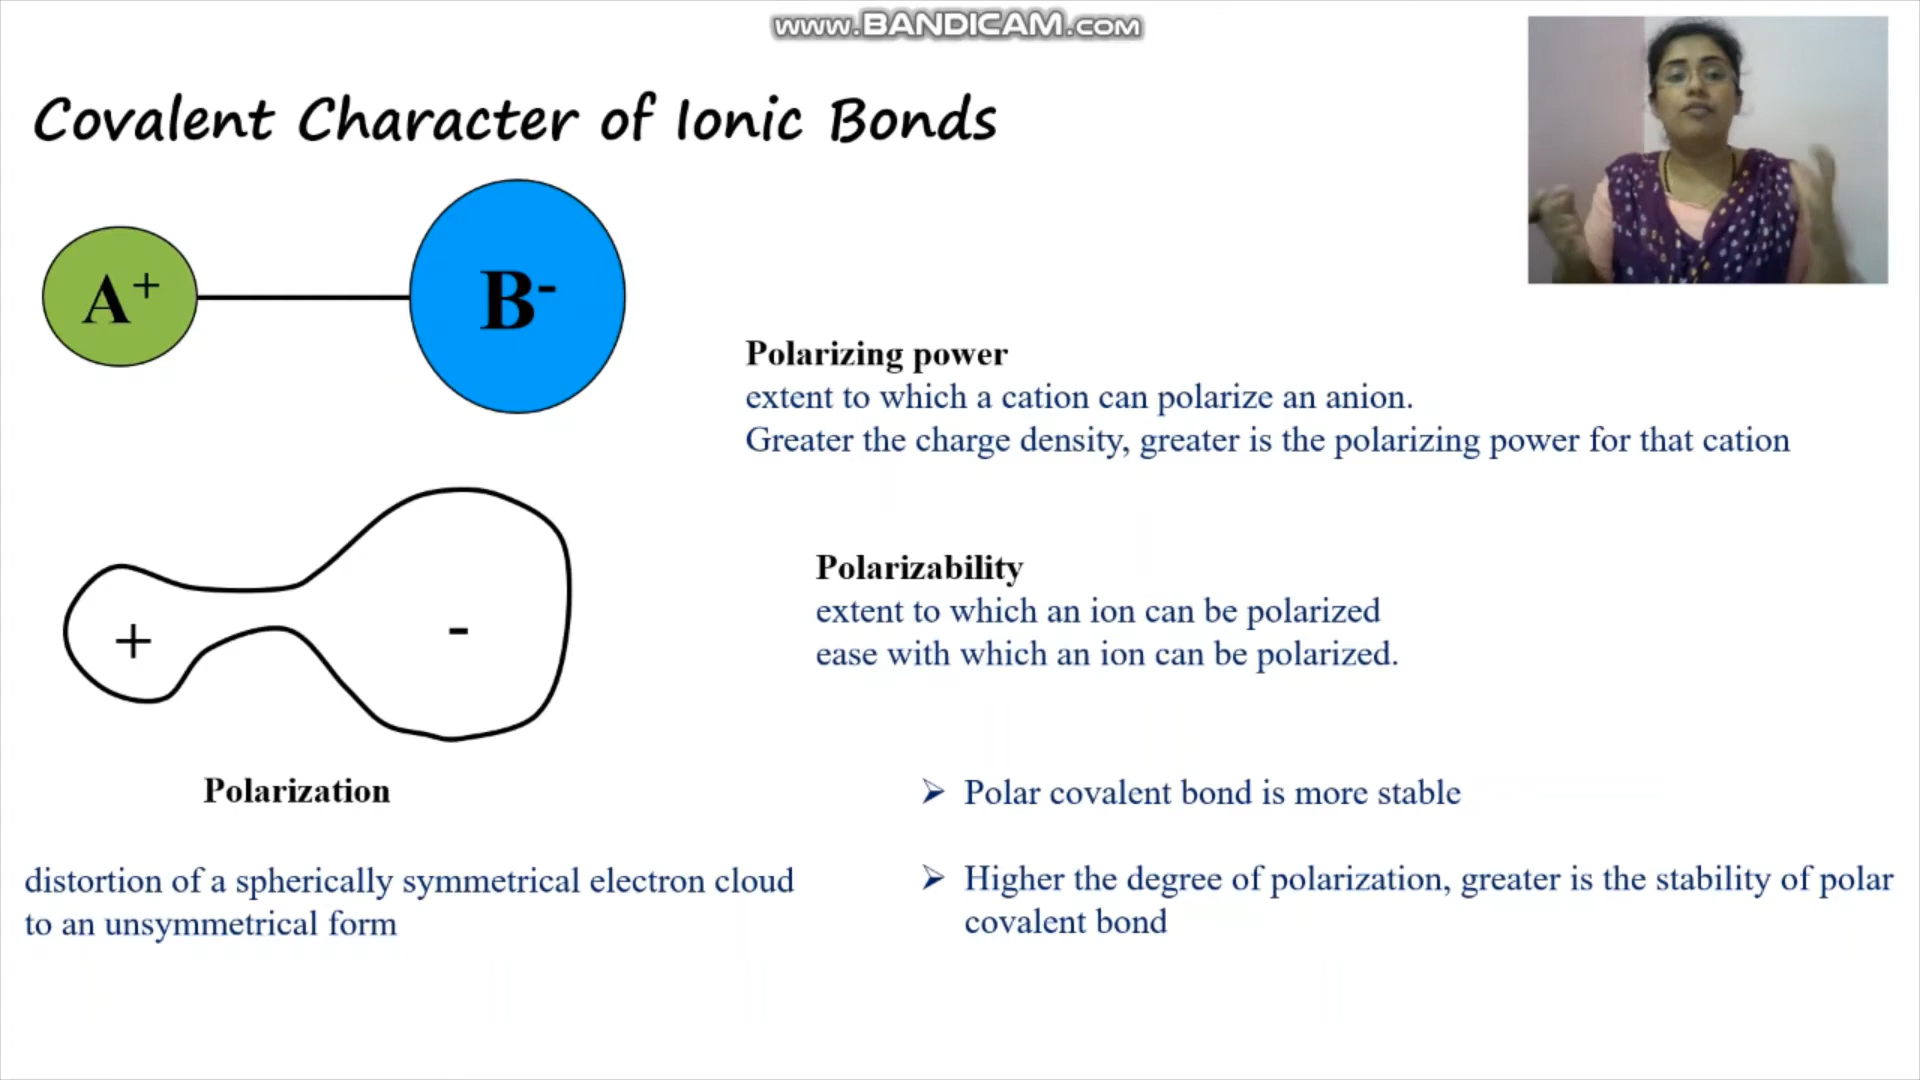 www.BANDICAM.com
Covalent Character of Ionic Bonds
A+
B-
Polarizing power
extent to which a cation can polarize an anion.
Greater the charge density, greater is the polarizing power for that cation
+
-
Polarizability
extent to which an ion can be polarized
ease with which an ion can be polarized.
Polarization
distortion of a spherically symmetrical electron cloud
to an unsymmetrical form
➢ Polar covalent bond is more stable
➢ Higher the degree of polarization, greater is the stability of polar
covalent bond